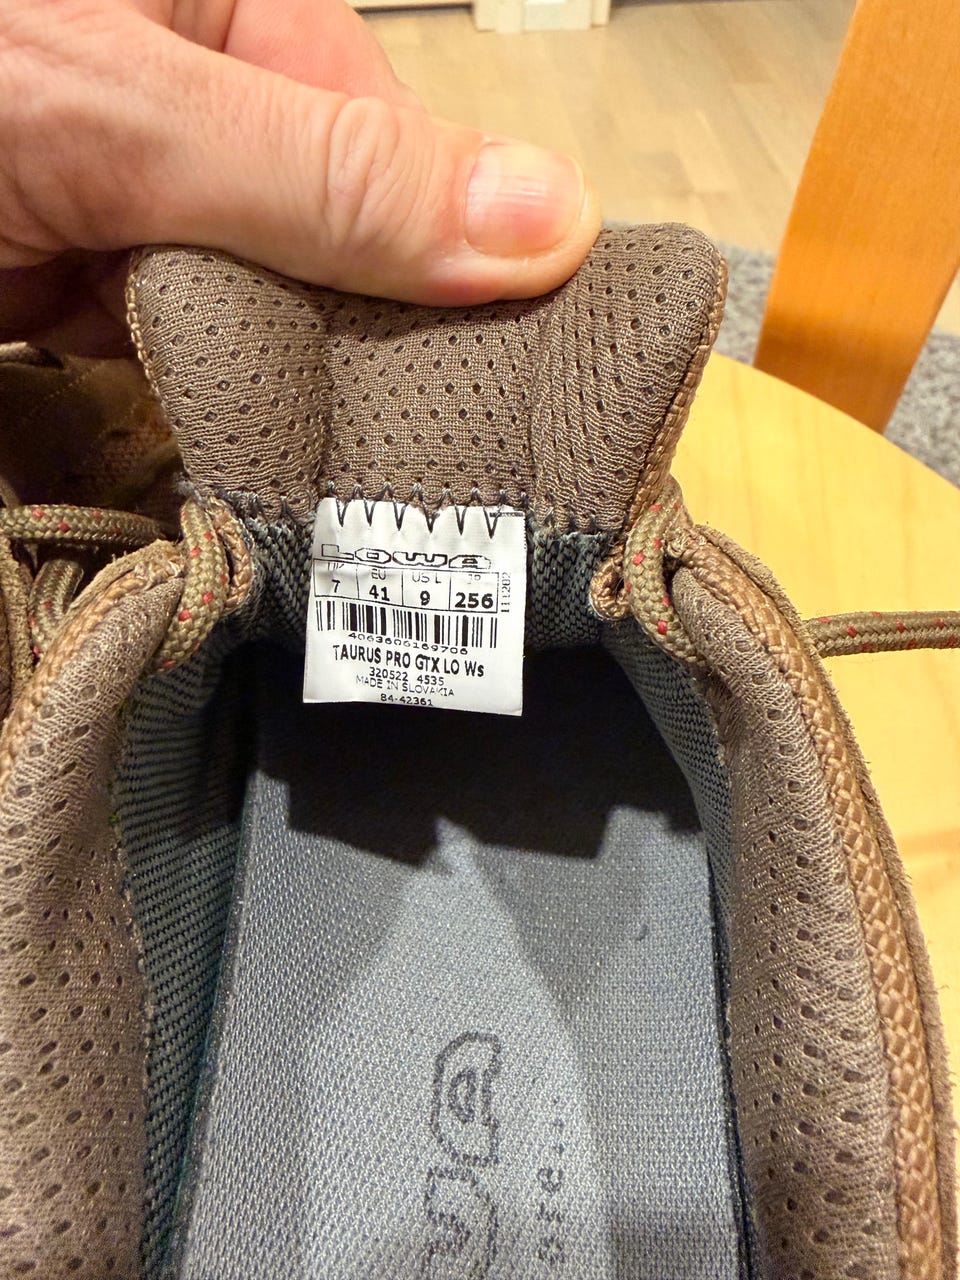 LOWA
UK EU US L JP
7 41 9 256
4063606169706
TAURUS PRO GTX LO Ws
320522 4535
MADE IN SLOVAKIA
84-42361